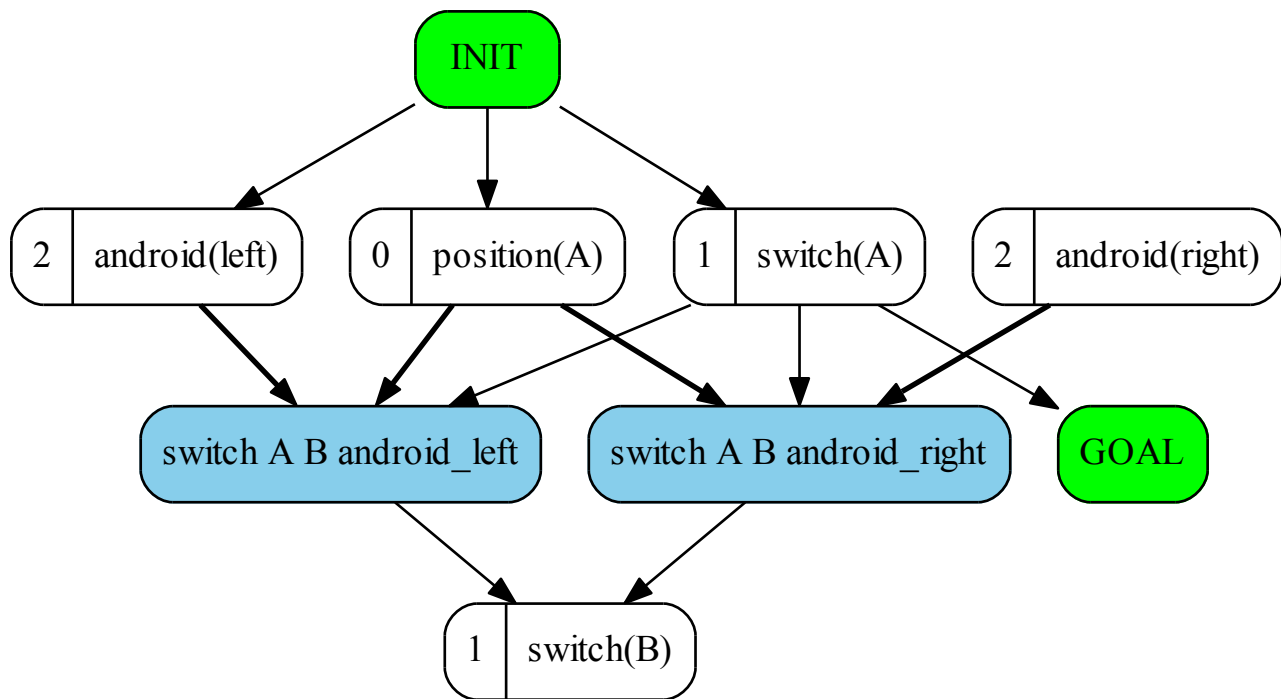 INIT
2 android(left)
0 position(A)
1 switch(A)
2 android(right)
switch A B android_left
switch A B android_right
GOAL
1 switch(B)